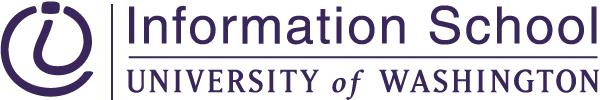 Information School
UNIVERSITY of WASHINGTON